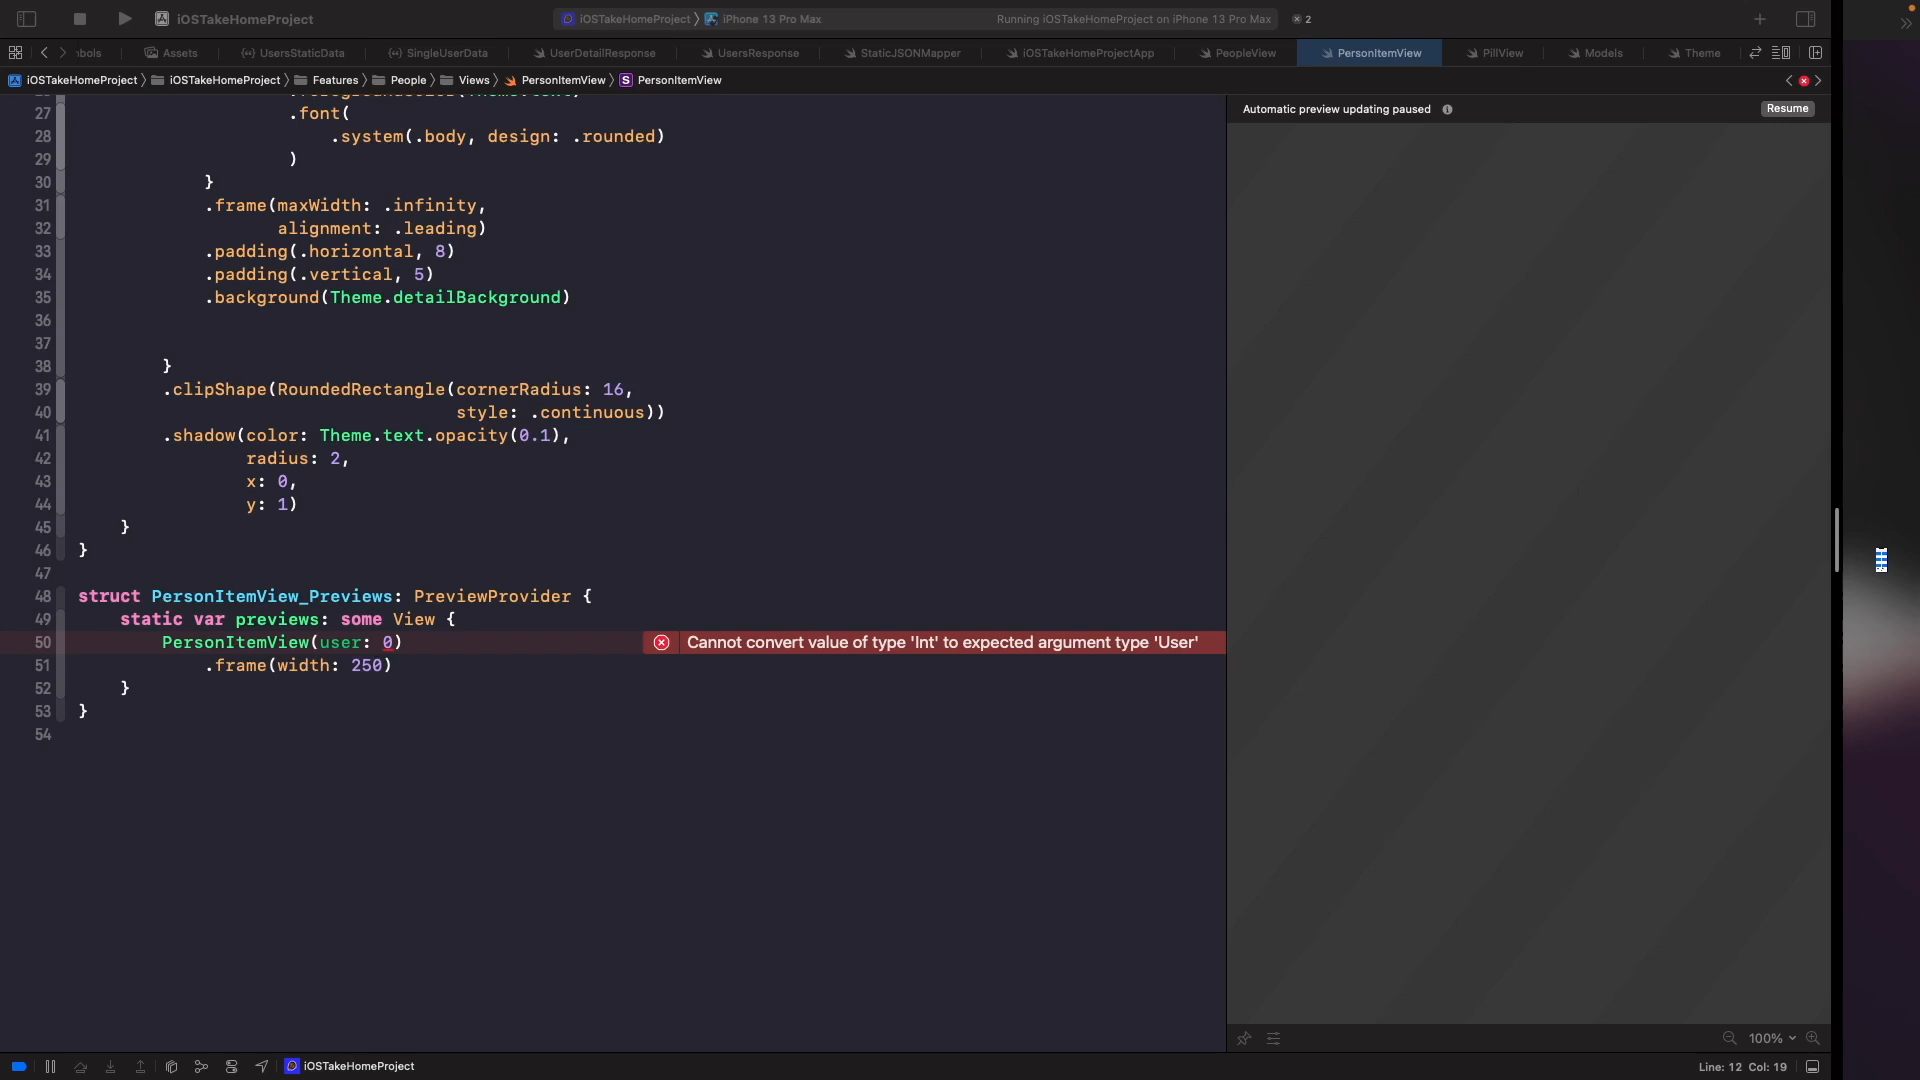 iOSTakeHomeProject
iOSTakeHomeProject 〉 iPhone 13 Pro Max
Running iOSTakeHomeProject on iPhone 13 Pro Max
2
nbols
Assets
UsersStaticData
SingleUserData
UserDetailResponse
UsersResponse
StaticJSONMapper
iOSTakeHomeProjectApp
PeopleView
PersonItemView
PillView
Models
Theme
iOSTakeHomeProject 〉 iOSTakeHomeProject 〉 Features 〉 People 〉 Views 〉 PersonItemView 〉 S PersonItemView
Automatic preview updating paused
Resume
27 .font(
28 .system(.body, design: .rounded)
29 )
30 }
31 .frame(maxWidth: .infinity,
32 alignment: .leading)
33 .padding(.horizontal, 8)
34 .padding(.vertical, 5)
35 .background(Theme.detailBackground)
36
37
38 }
39 .clipShape(RoundedRectangle(cornerRadius: 16,
40 style: .continuous))
41 .shadow(color: Theme.text.opacity(0.1),
42 radius: 2,
43 x: 0,
44 y: 1)
45 }
46 }
47
48 struct PersonItemView_Previews: PreviewProvider {
49 static var previews: some View {
50 PersonItemView(user: 0) Cannot convert value of type 'Int' to expected argument type 'User'
51 .frame(width: 250)
52 }
53 }
54
100%
iOSTakeHomeProject
Line: 12 Col: 19